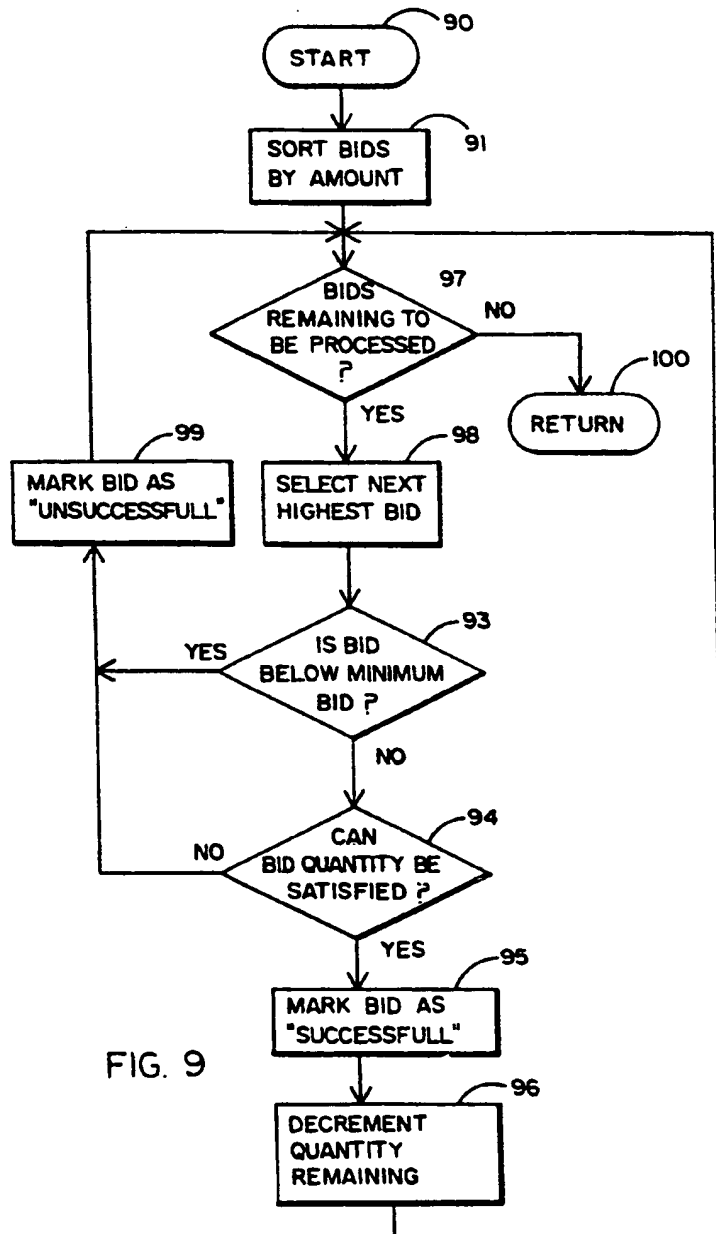 90
START
91
SORT BIDS
BY AMOUNT
97
BIDS
REMAINING TO
BE PROCESSED
?
NO
100
RETURN
YES
99
MARK BID AS
"UNSUCCESSFULL"
98
SELECT NEXT
HIGHEST BID
93
YES
IS BID
BELOW MINIMUM
BID ?
NO
94
NO
CAN
BID QUANTITY BE
SATISFIED ?
YES
95
MARK BID AS
"SUCCESSFULL"
FIG. 9
96
DECREMENT
QUANTITY
REMAINING